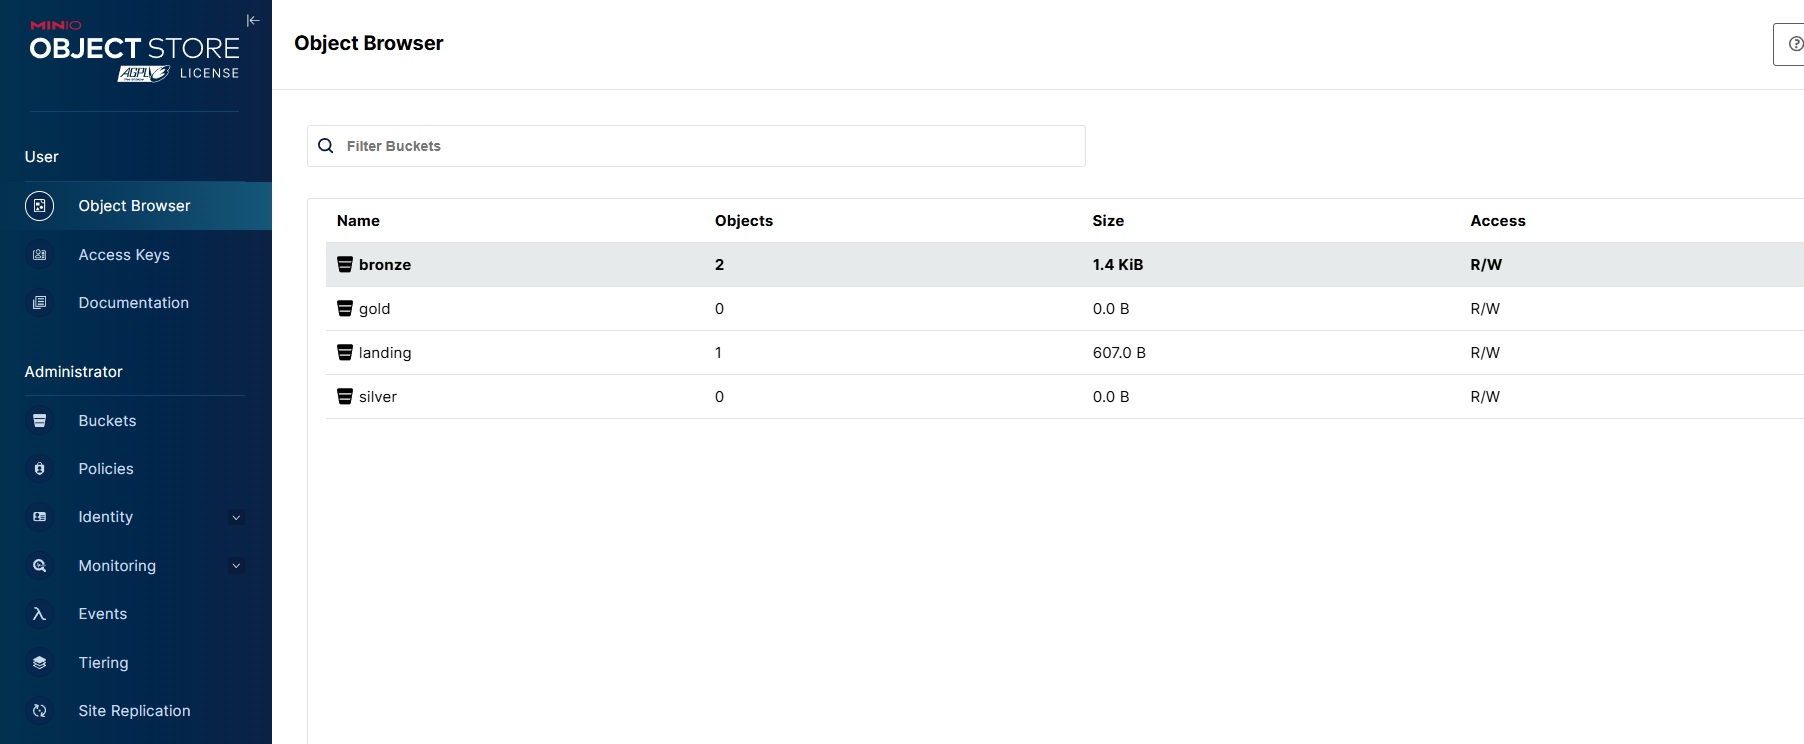 MINIO
OBJECT STORE
AGPL v3 LICENSE
User
Object Browser
Access Keys
Documentation
Administrator
Buckets
Policies
Identity
Monitoring
Events
Tiering
Site Replication
Object Browser
Filter Buckets
Name Objects Size Access
bronze 2 1.4 KiB R/W
gold 0 0.0 B R/W
landing 1 607.0 B R/W
silver 0 0.0 B R/W